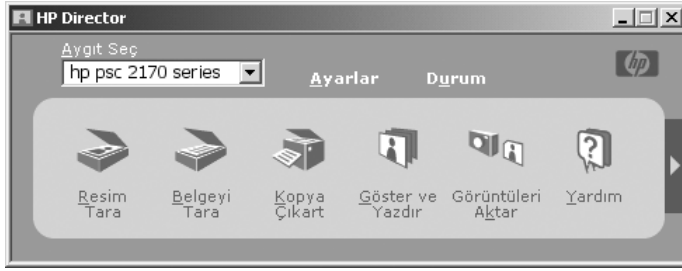 HP Director
Aygıt Seç
hp psc 2170 series
Ayarlar Durum
hp
Resim
Tara
Belgeyi
Tara
Kopya
Çıkart
Göster ve
Yazdır
Görüntüleri
Aktar
Yardım